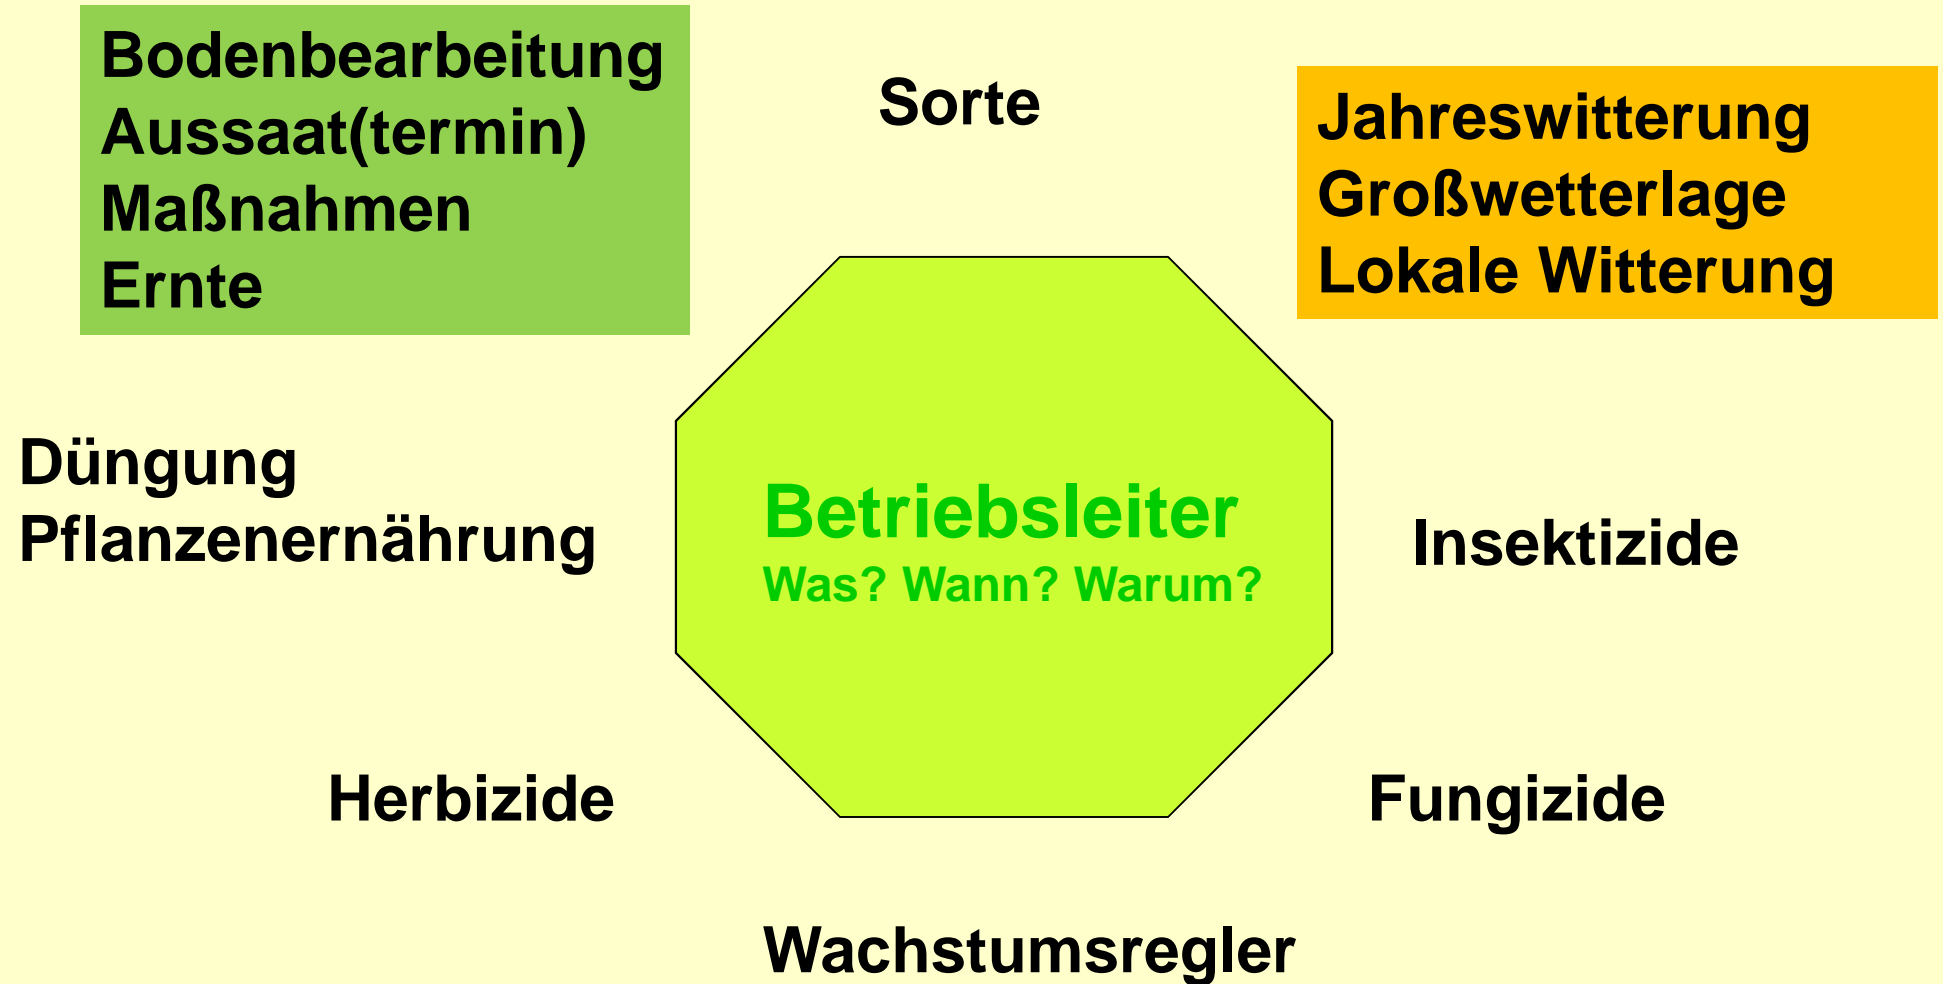 Bodenbearbeitung
Aussaat(termin)
Maßnahmen
Ernte
Sorte
Jahreswitterung
Großwetterlage
Lokale Witterung
Düngung
Pflanzenernährung
Betriebsleiter
Was? Wann? Warum?
Insektizide
Herbizide
Fungizide
Wachstumsregler